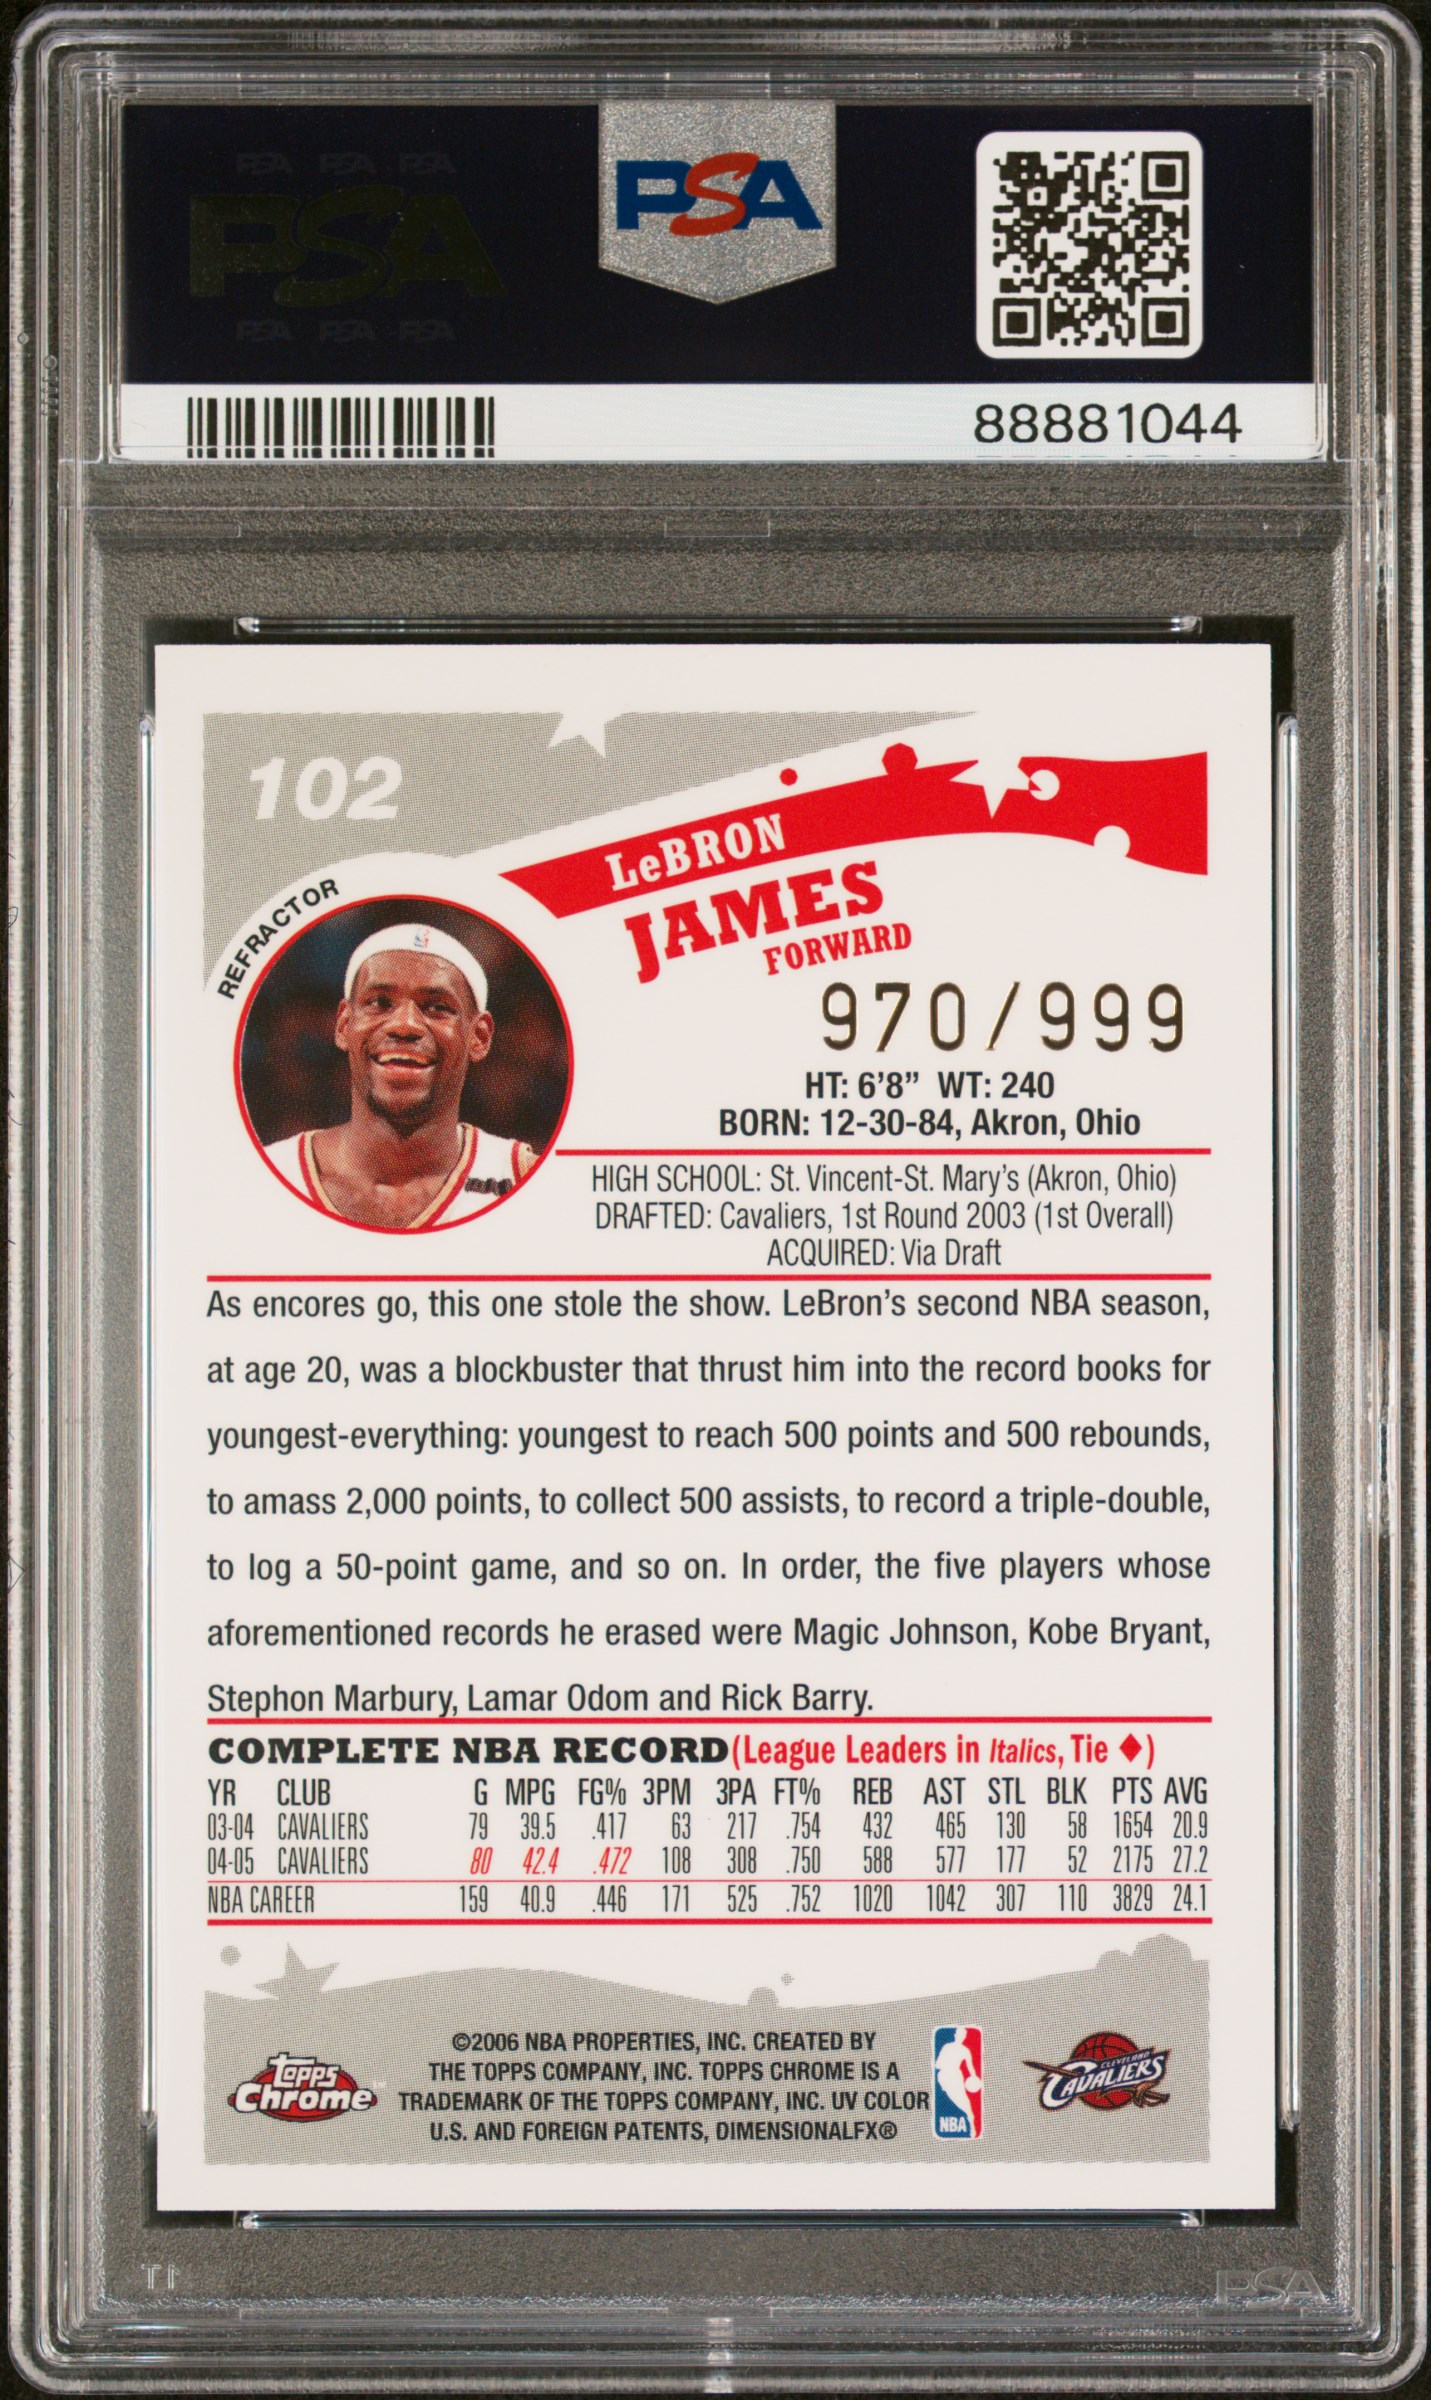 PSA PSA PSA
PSA
PSA PSA PSA
PSA
88881044
102
LeBRON
JAMES
FORWARD
REFRACTOR
970/999
HT: 6'8” WT: 240
BORN: 12-30-84, Akron, Ohio
HIGH SCHOOL: St. Vincent-St. Mary's (Akron, Ohio)
DRAFTED: Cavaliers, 1st Round 2003 (1st Overall)
ACQUIRED: Via Draft
As encores go, this one stole the show. LeBron's second NBA season,
at age 20, was a blockbuster that thrust him into the record books for
youngest-everything: youngest to reach 500 points and 500 rebounds,
to amass 2,000 points, to collect 500 assists, to record a triple-double,
to log a 50-point game, and so on. In order, the five players whose
aforementioned records he erased were Magic Johnson, Kobe Bryant,
Stephon Marbury, Lamar Odom and Rick Barry.
COMPLETE NBA RECORD (League Leaders in Italics, Tie ♦)
YR CLUB G MPG FG% 3PM 3PA FT% REB AST STL BLK PTS AVG
03-04 CAVALIERS 79 39.5 .417 63 217 .754 432 465 130 58 1654 20.9
04-05 CAVALIERS 80 42.4 .472 108 308 .750 588 577 177 52 2175 27.2
NBA CAREER 159 40.9 .446 171 525 .752 1020 1042 307 110 3829 24.1
©2006 NBA PROPERTIES, INC. CREATED BY
THE TOPPS COMPANY, INC. TOPPS CHROME IS A
TRADEMARK OF THE TOPPS COMPANY, INC. UV COLOR
U.S. AND FOREIGN PATENTS, DIMENSIONALFX®
Topps
Chrome
NBA
CLEVELAND
CAVALIERS
PSA